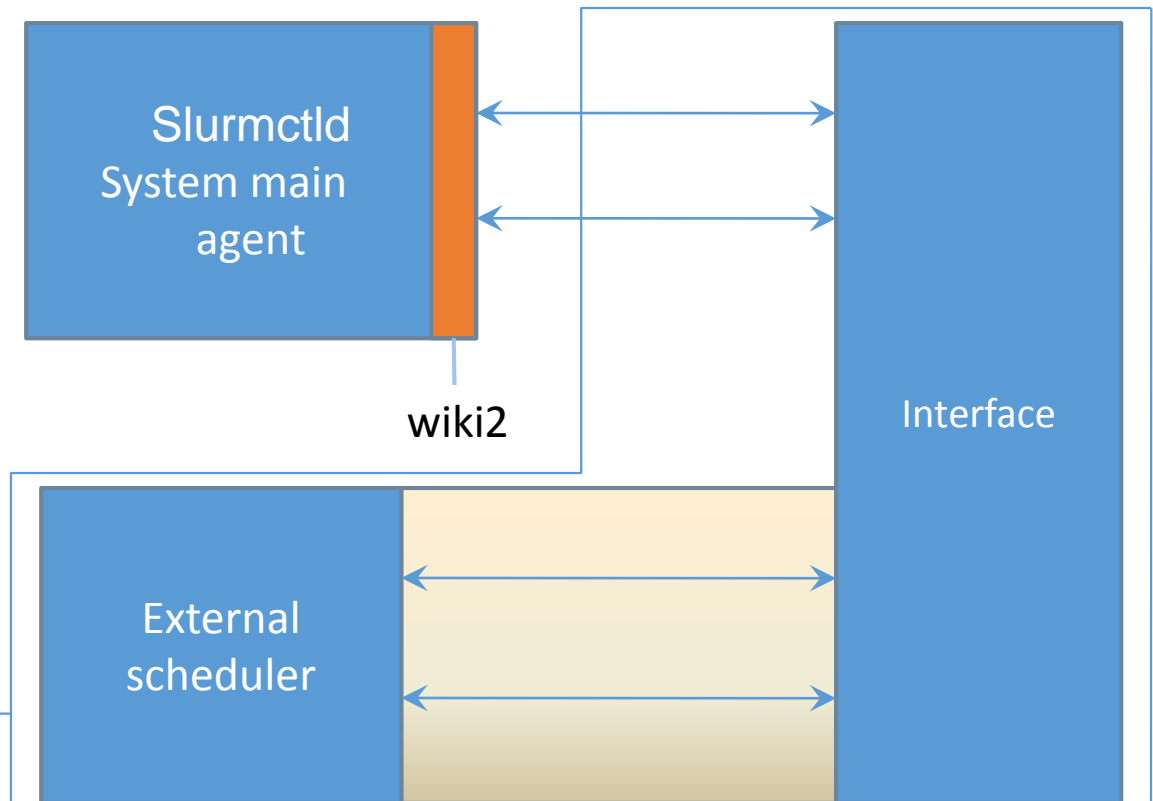 Slurmctld
System main
agent
wiki2
Interface
External
scheduler